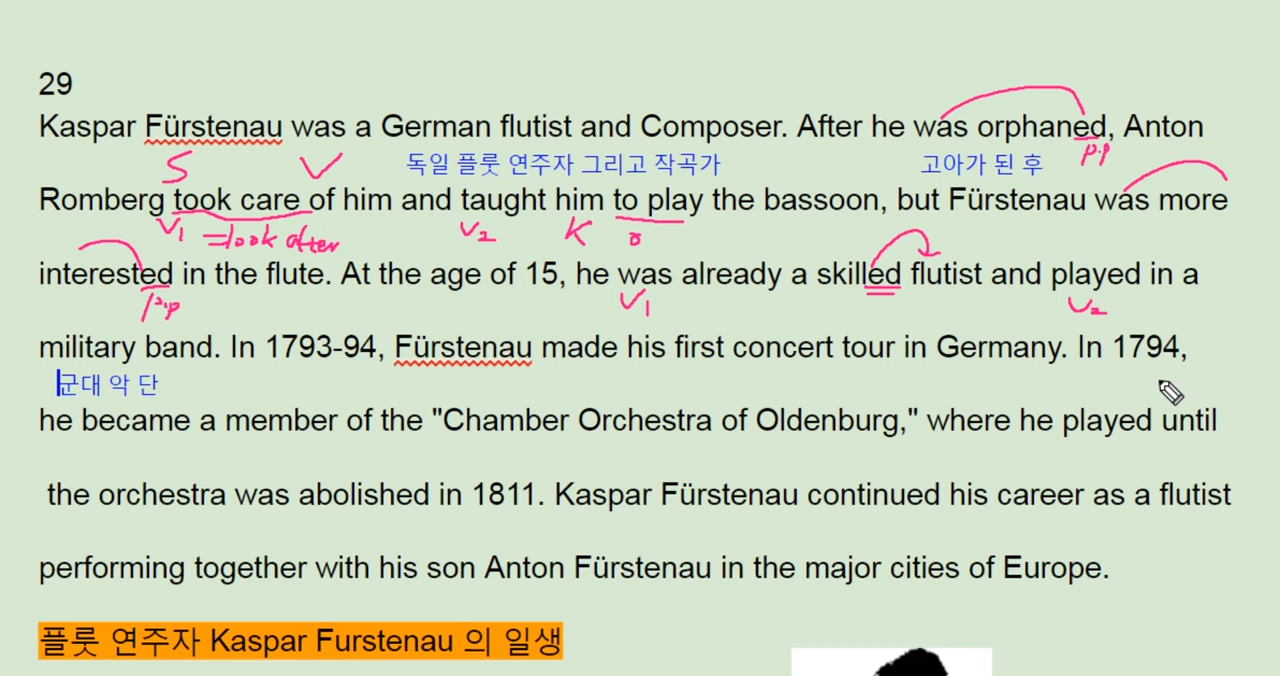 29
Kaspar Fürstenau was a German flutist and Composer. After he was orphaned, Anton
S V 독일 플룻 연주자 그리고 작곡가 고아가 된 후 p.p
Romberg took care of him and taught him to play the bassoon, but Fürstenau was more
V1 =look after V2 K o
interested in the flute. At the age of 15, he was already a skilled flutist and played in a
p.p V1 V2
military band. In 1793-94, Fürstenau made his first concert tour in Germany. In 1794,
군대 악 단
he became a member of the "Chamber Orchestra of Oldenburg," where he played until
the orchestra was abolished in 1811. Kaspar Fürstenau continued his career as a flutist
performing together with his son Anton Fürstenau in the major cities of Europe.
플룻 연주자 Kaspar Furstenau 의 일생